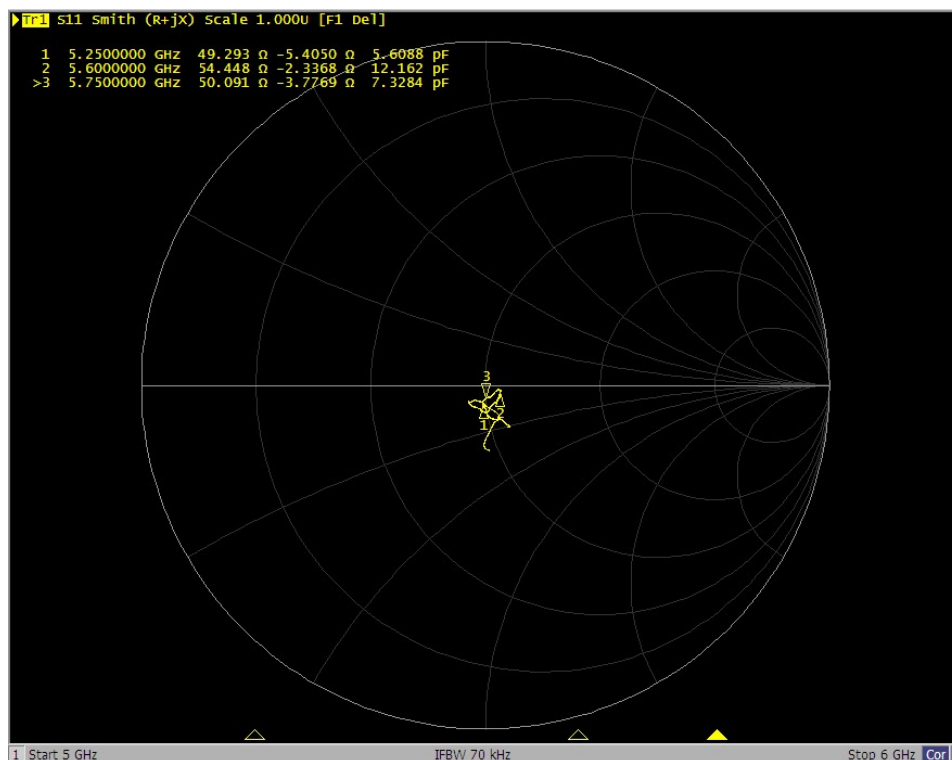 Tr1 S11 Smith (R+jX) Scale 1.000U [F1 Del]
1 5.2500000 GHz 49.293 Ω -5.4050 Ω 5.6088 pF
2 5.6000000 GHz 54.448 Ω -2.3368 Ω 12.162 pF
>3 5.7500000 GHz 50.091 Ω -3.7769 Ω 7.3284 pF
3
2
1
1 Start 5 GHz IFBW 70 kHz Stop 6 GHz Cor